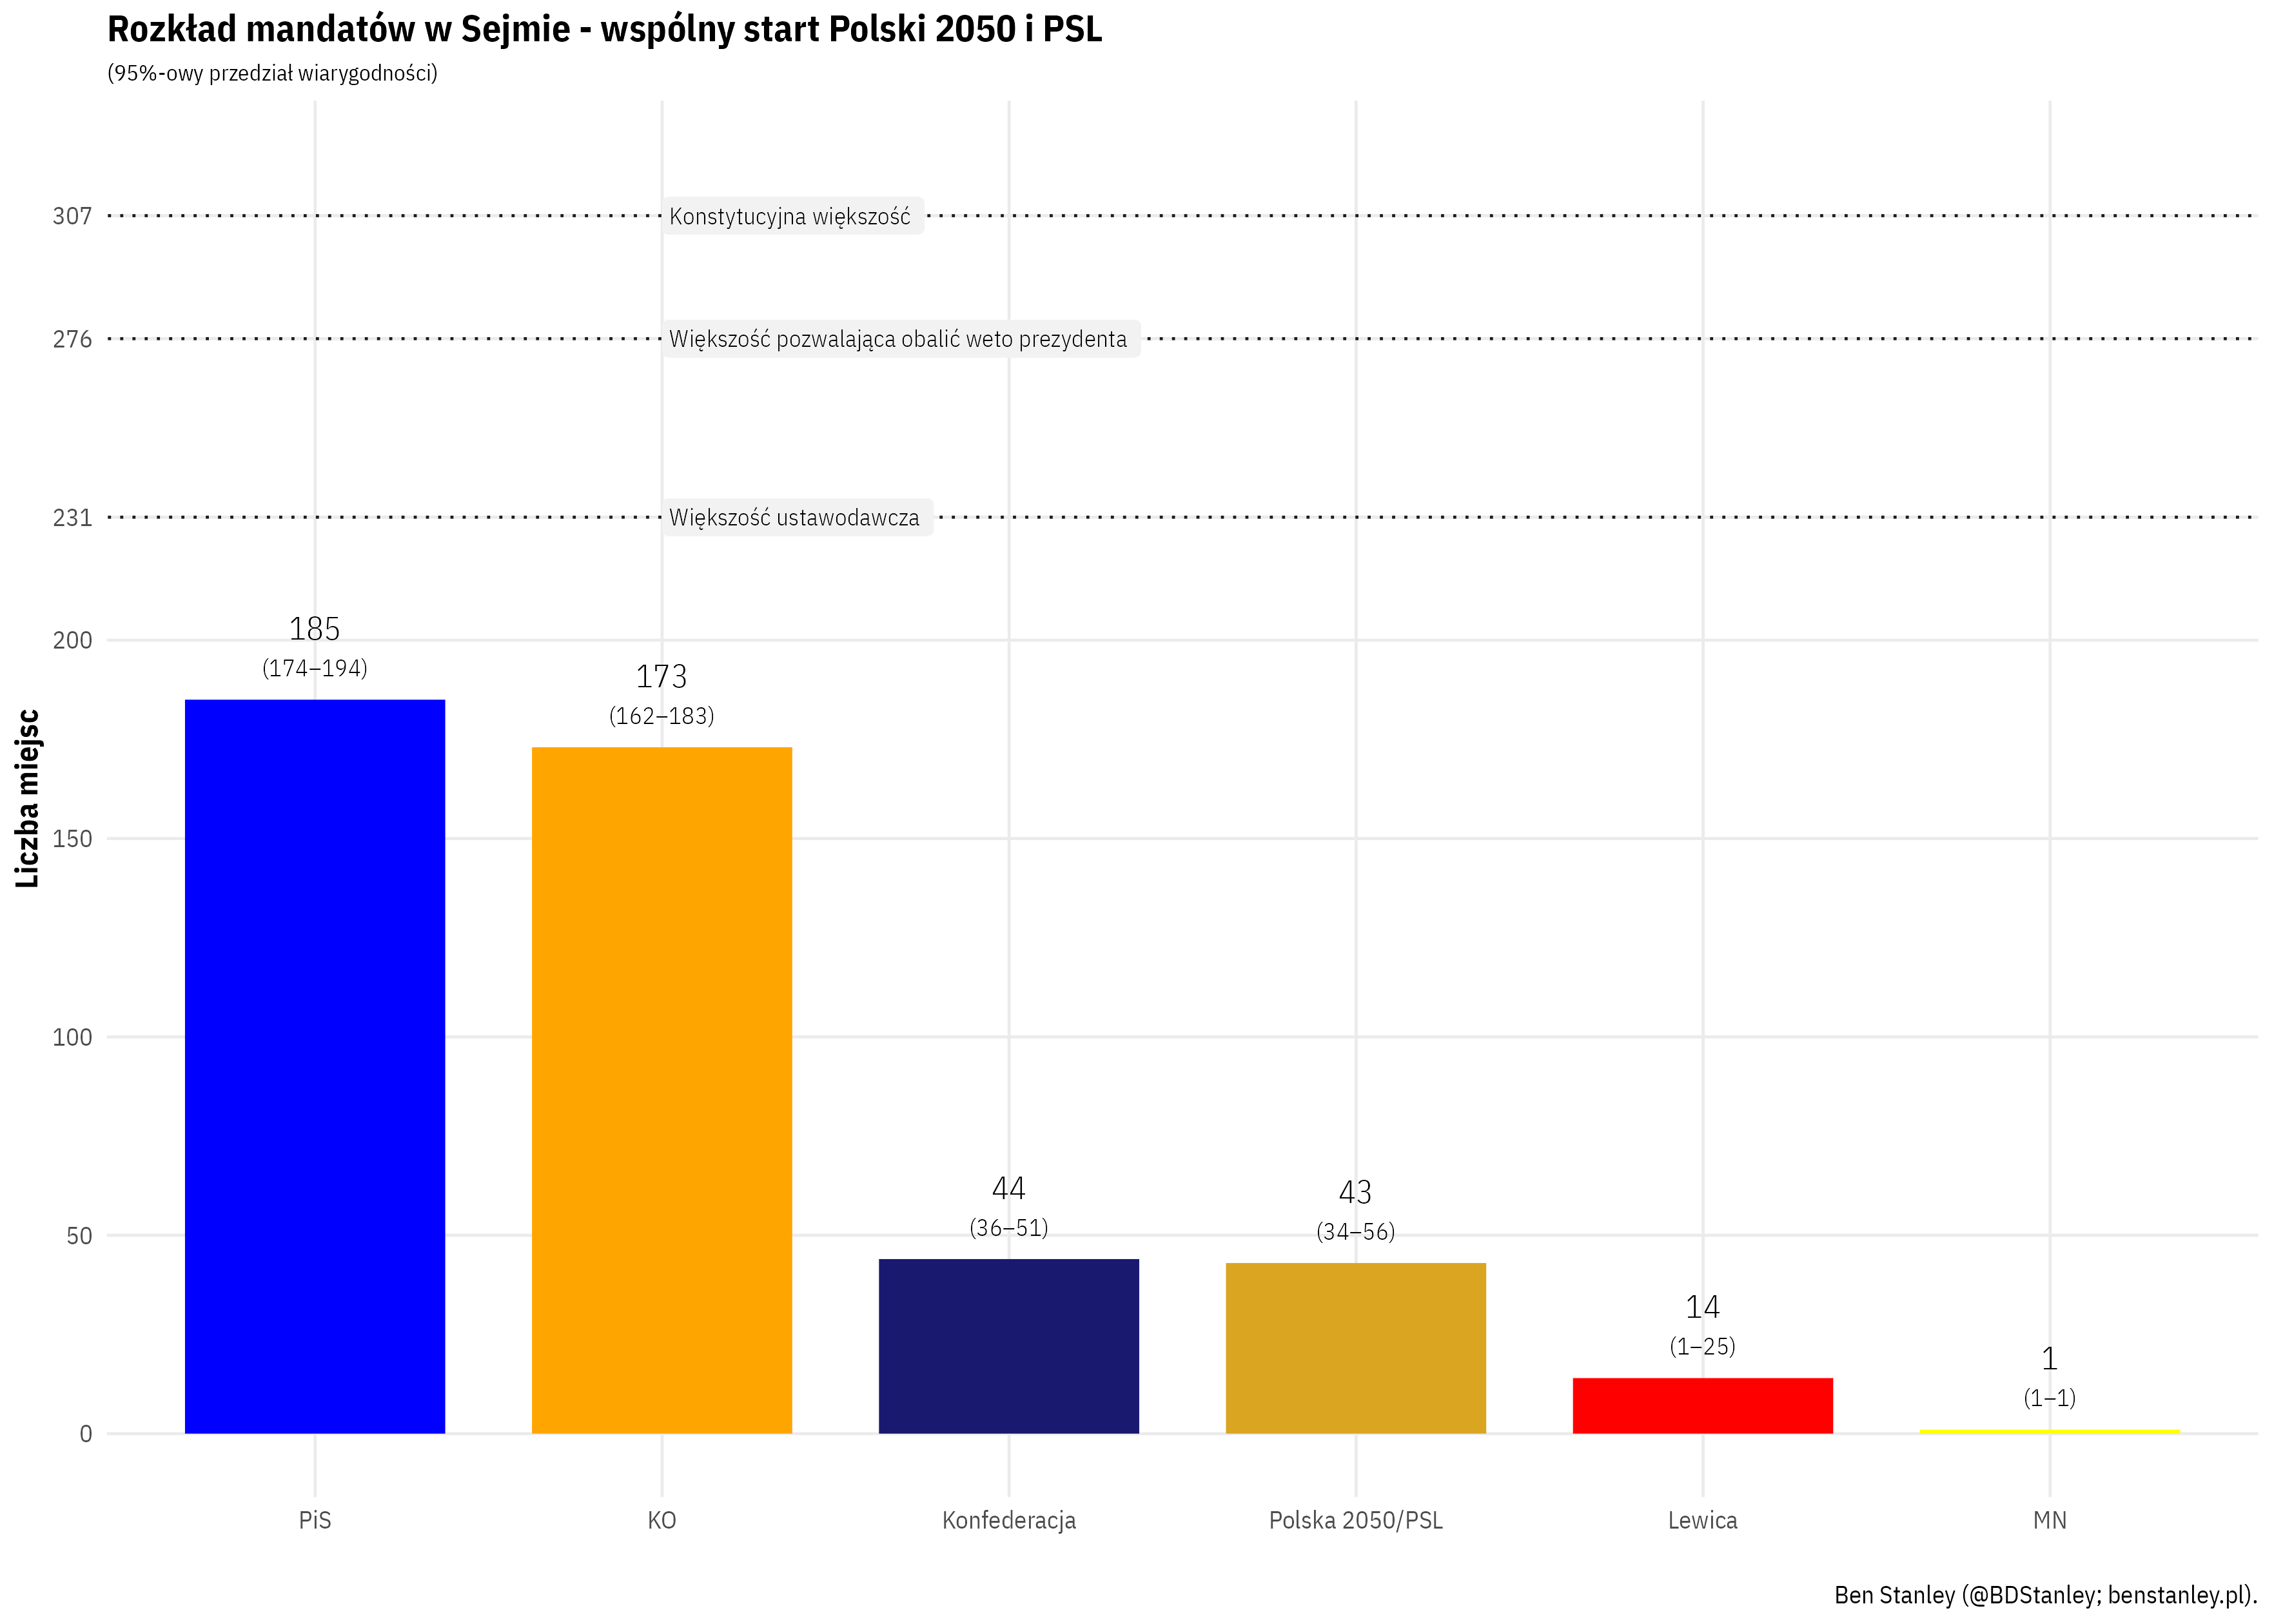 Rozkład mandatów w Sejmie - wspólny start Polski 2050 i PSL
(95%-owy przedział wiarygodności)
Liczba miejsc
307
Konstytucyjna większość
276
Większość pozwalająca obalić weto prezydenta
231
Większość ustawodawcza
200
150
100
50
0
185
(174–194)
173
(162–183)
44
(36–51)
43
(34–56)
14
(1–25)
1
(1–1)
PiS
KO
Konfederacja
Polska 2050/PSL
Lewica
MN
Ben Stanley (@BDStanley; benstanley.pl).